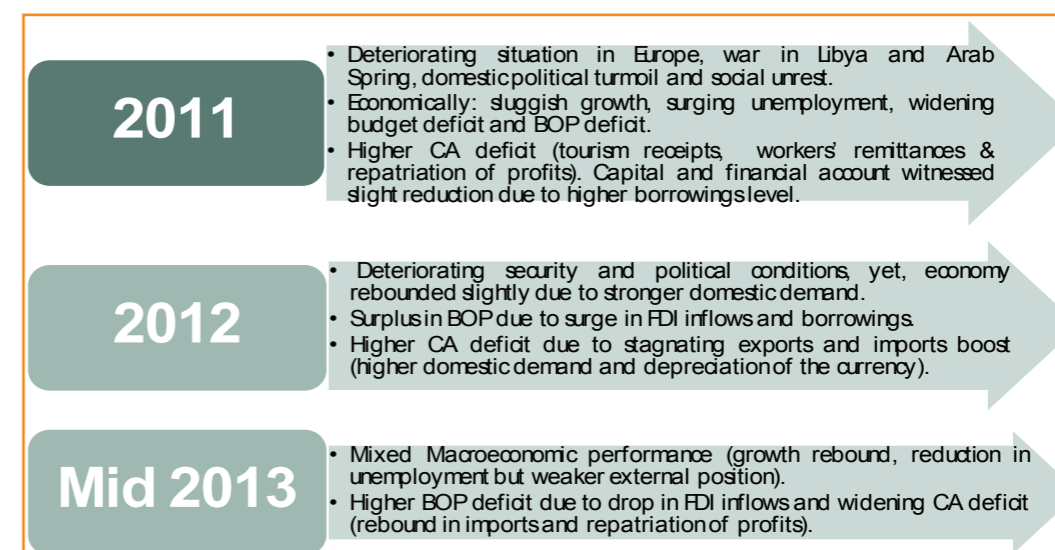 2011
• Deteriorating situation in Europe, war in Libya and Arab
Spring, domestic political turmoil and social unrest.
• Economically: sluggish growth, surging unemployment, widening
budget deficit and BOP deficit.
• Higher CA deficit (tourism receipts, workers' remittances &
repatriation of profits). Capital and financial account witnessed
slight reduction due to higher borrowings level.
2012
• Deteriorating security and political conditions, yet, economy
rebounded slightly due to stronger domestic demand.
• Surplus in BOP due to surge in FDI inflows and borrowings.
• Higher CA deficit due to stagnating exports and imports boost
(higher domestic demand and depreciation of the currency).
Mid 2013
• Mixed Macroeconomic performance (growth rebound, reduction in
unemployment but weaker external position).
• Higher BOP deficit due to drop in FDI inflows and widening CA deficit
(rebound in imports and repatriation of profits).